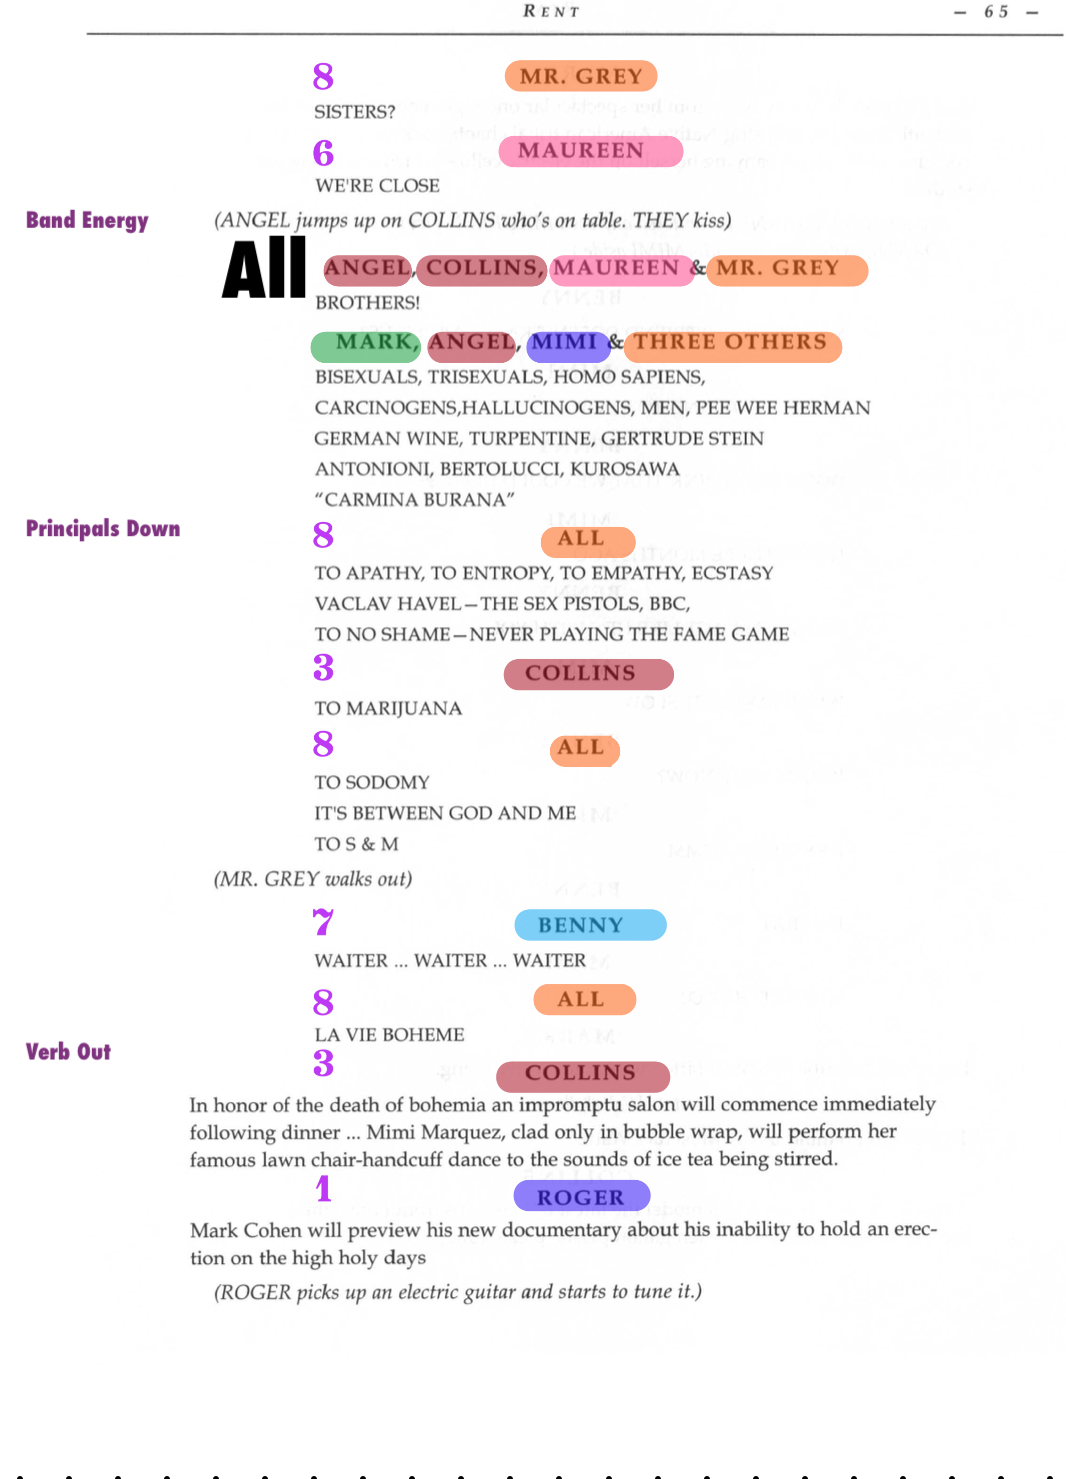 RENT — 65 —
8 MR. GREY
SISTERS?
6 MAUREEN
WE'RE CLOSE
Band Energy (ANGEL jumps up on COLLINS who's on table. THEY kiss)
All ANGEL, COLLINS, MAUREEN & MR. GREY
BROTHERS!
MARK, ANGEL, MIMI & THREE OTHERS
BISEXUALS, TRISEXUALS, HOMO SAPIENS,
CARCINOGENS,HALLUCINOGENS, MEN, PEE WEE HERMAN
GERMAN WINE, TURPENTINE, GERTRUDE STEIN
ANTONIONI, BERTOLUCCI, KUROSAWA
"CARMINA BURANA"
Principals Down 8 ALL
TO APATHY, TO ENTROPY, TO EMPATHY, ECSTASY
VACLAV HAVEL—THE SEX PISTOLS, BBC,
TO NO SHAME—NEVER PLAYING THE FAME GAME
3 COLLINS
TO MARIJUANA
8 ALL
TO SODOMY
IT'S BETWEEN GOD AND ME
TO S & M
(MR. GREY walks out)
7 BENNY
WAITER ... WAITER ... WAITER
8 ALL
LA VIE BOHEME
Verb Out 3 COLLINS
In honor of the death of bohemia an impromptu salon will commence immediately
following dinner ... Mimi Marquez, clad only in bubble wrap, will perform her
famous lawn chair-handcuff dance to the sounds of ice tea being stirred.
1 ROGER
Mark Cohen will preview his new documentary about his inability to hold an erec-
tion on the high holy days
(ROGER picks up an electric guitar and starts to tune it.)